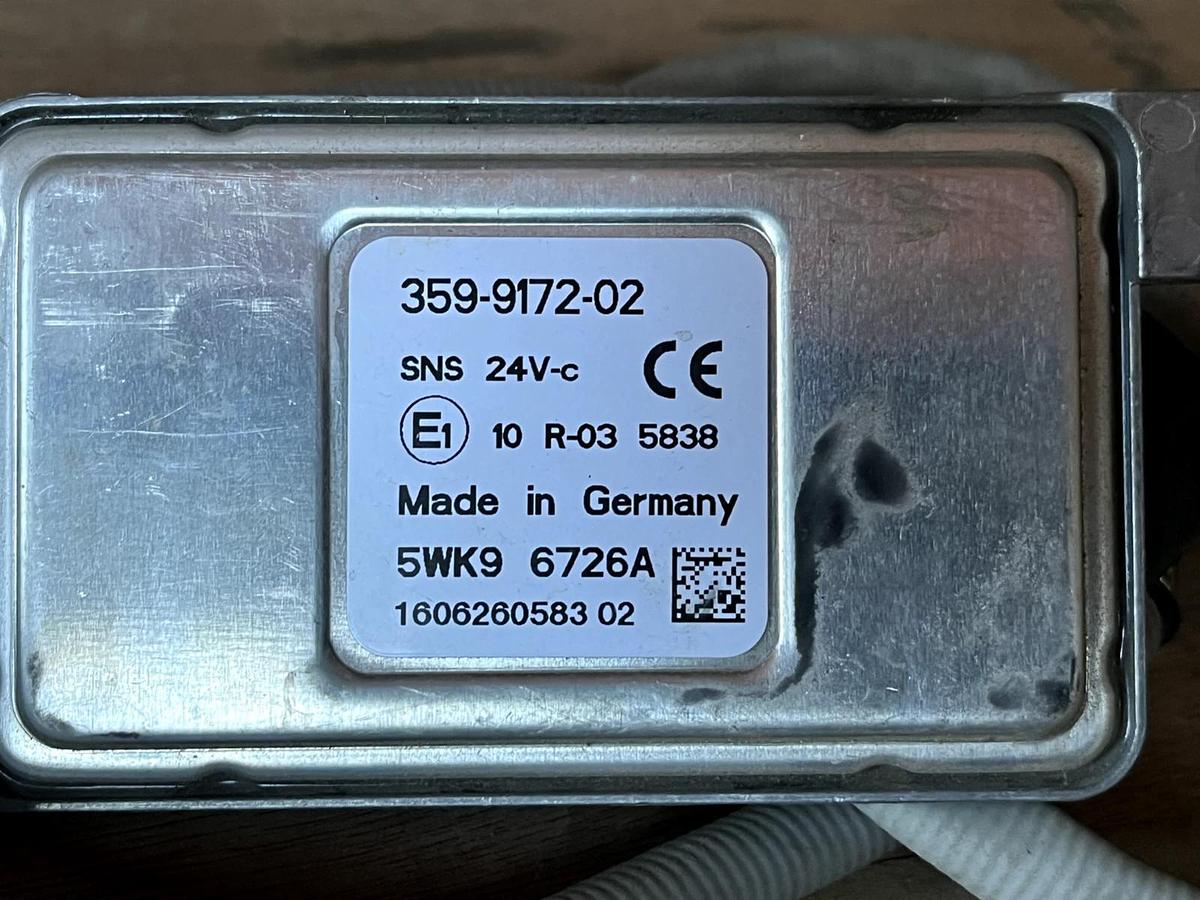 359-9172-02
SNS 24V-c CE
E1 10 R-03 5838
Made in Germany
5WK9 6726A
1606260583 02